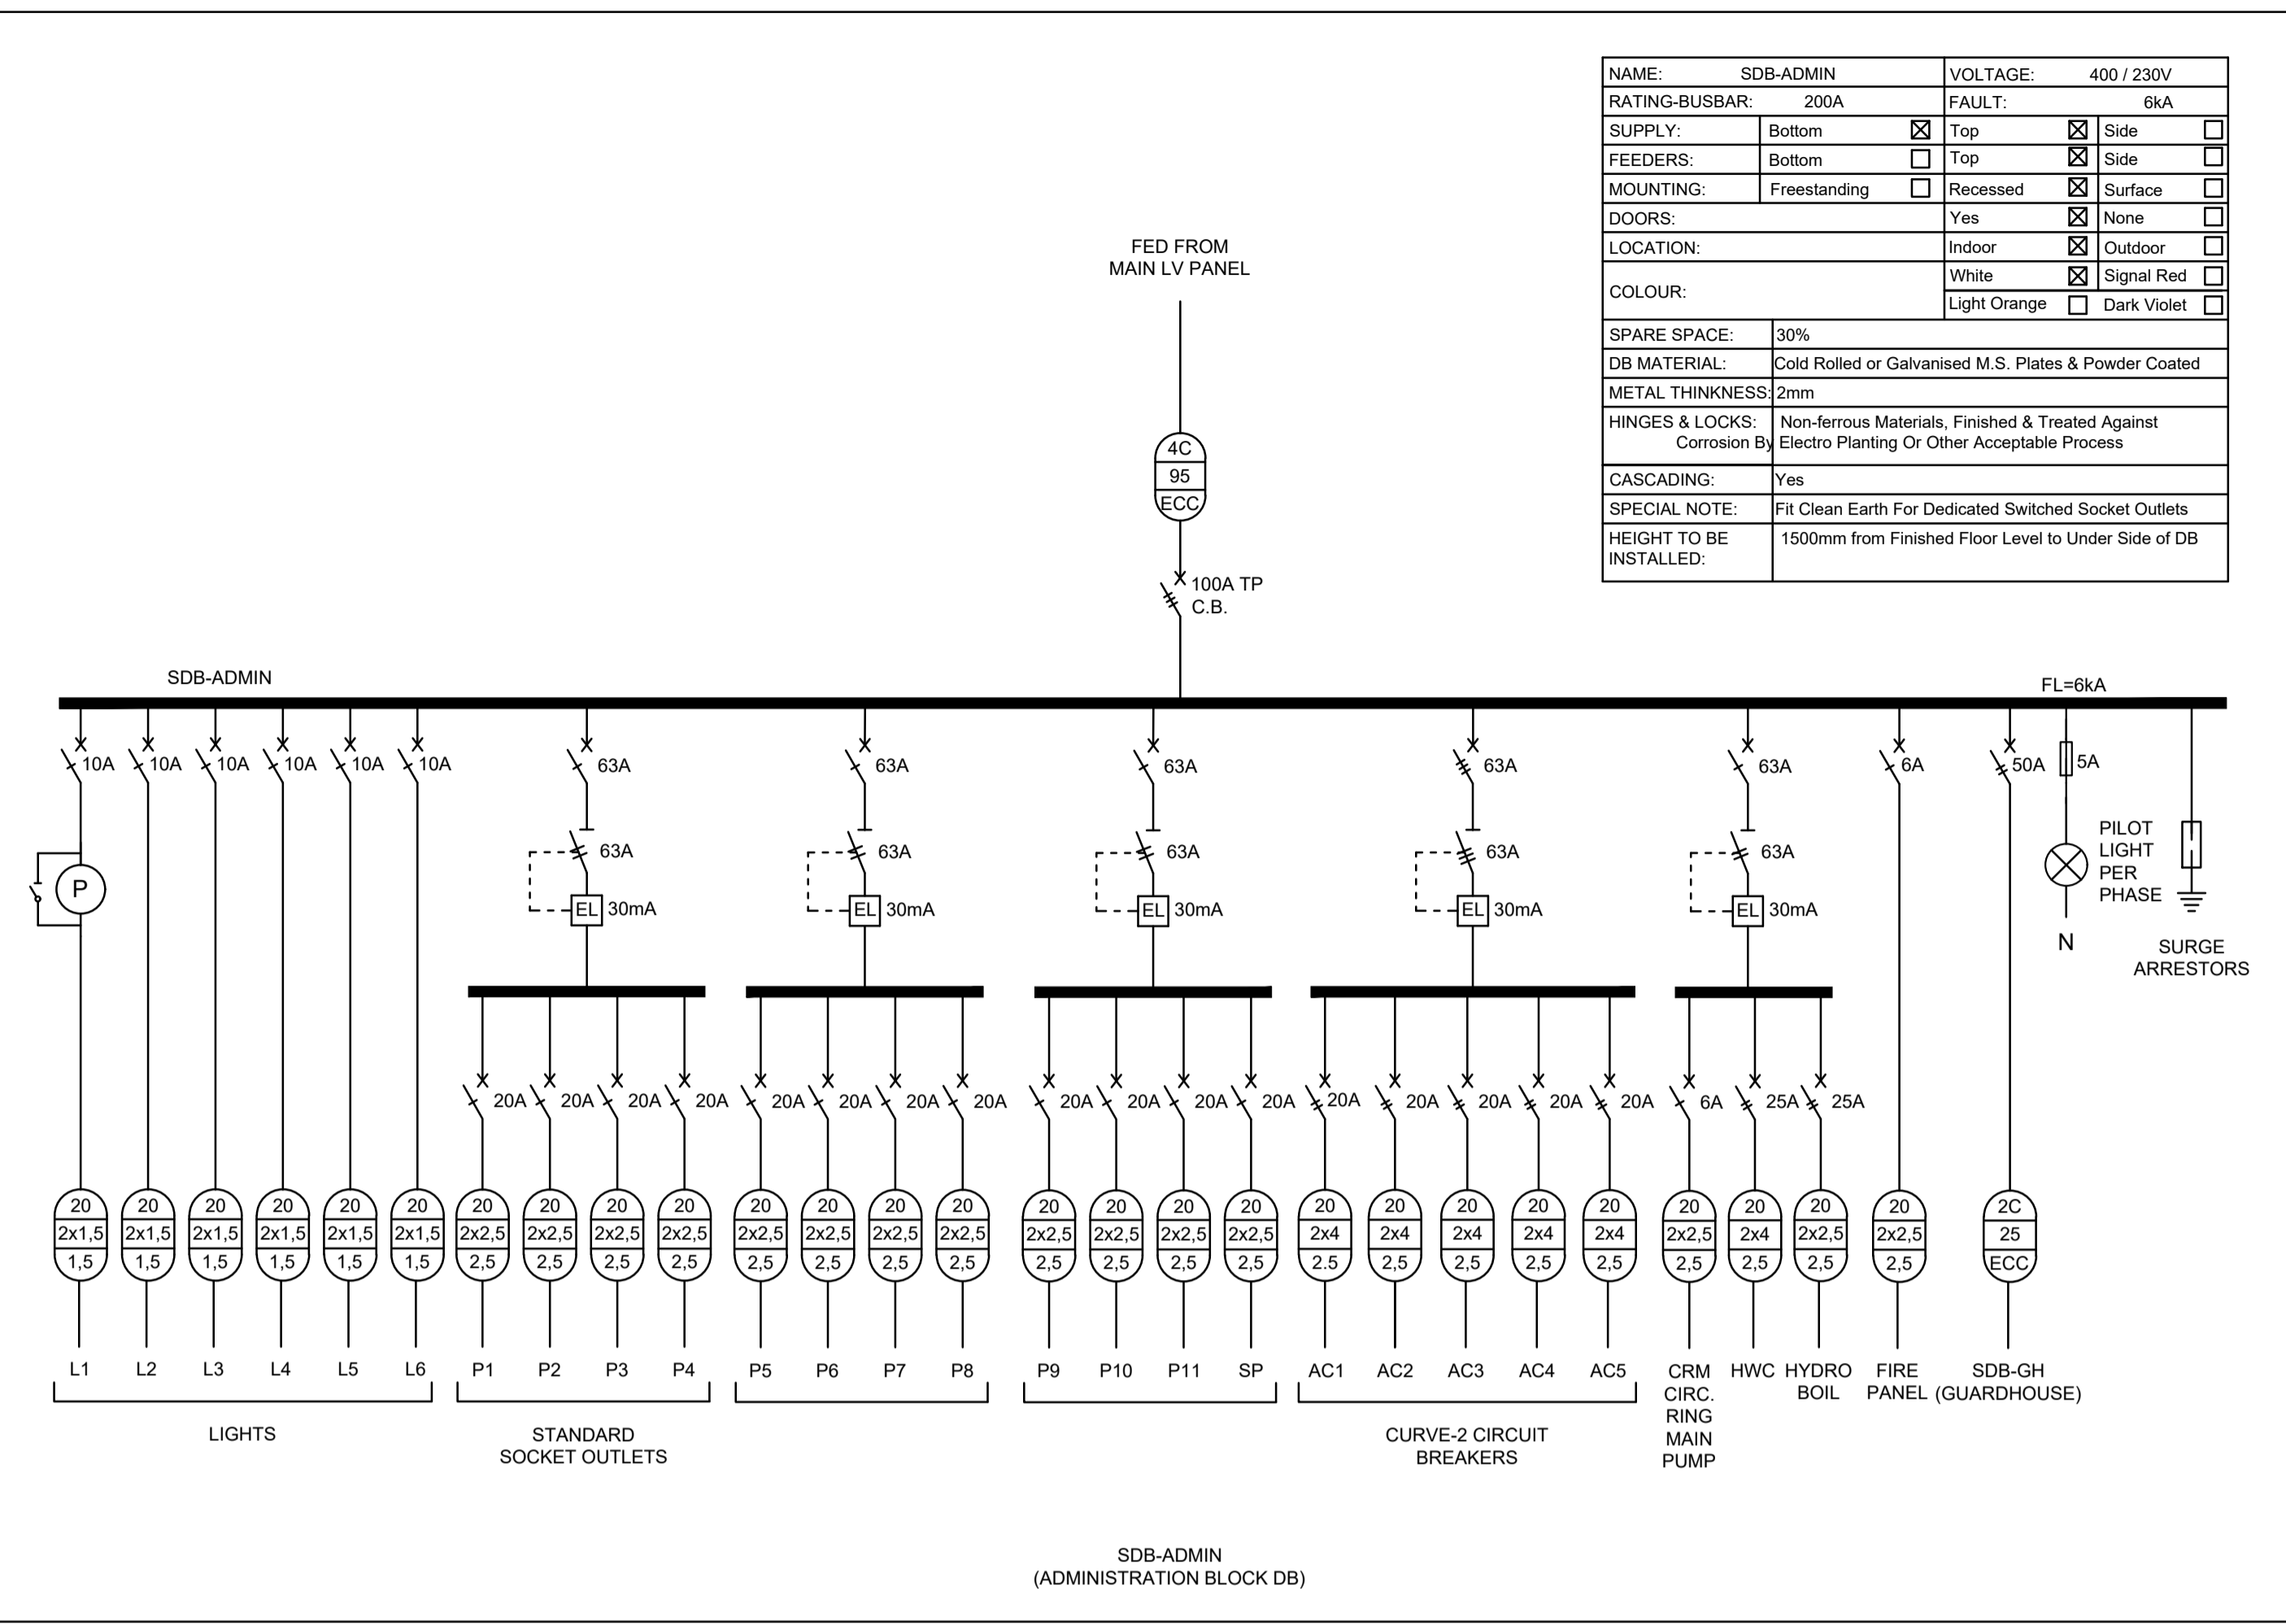 NAME: SDB-ADMIN VOLTAGE: 400 / 230V
RATING-BUSBAR: 200A FAULT: 6kA
SUPPLY: Bottom Top Side
FEEDERS: Bottom Top Side
MOUNTING: Freestanding Recessed Surface
DOORS: Yes None
LOCATION: Indoor Outdoor
COLOUR: White Signal Red
Light Orange Dark Violet
SPARE SPACE: 30%
DB MATERIAL: Cold Rolled or Galvanised M.S. Plates & Powder Coated
METAL THINKNESS: 2mm
HINGES & LOCKS: Non-ferrous Materials, Finished & Treated Against
Corrosion By Electro Planting Or Other Acceptable Process
CASCADING: Yes
SPECIAL NOTE: Fit Clean Earth For Dedicated Switched Socket Outlets
HEIGHT TO BE 1500mm from Finished Floor Level to Under Side of DB
INSTALLED:
FED FROM
MAIN LV PANEL
4C
95
ECC
100A TP
C.B.
SDB-ADMIN
FL=6kA
10A 10A 10A 10A 10A 10A 63A 63A 63A 63A 63A 6A 50A 5A
63A 63A 63A 63A 63A
P
EL 30mA EL 30mA EL 30mA EL 30mA EL 30mA
PILOT
LIGHT
PER
PHASE
N
SURGE
ARRESTORS
20A 20A 20A 20A 20A 20A 20A 20A 20A 20A 20A 20A 20A 20A 20A 20A 20A 6A 25A 25A
20 20 20 20 20 20 20 20 20 20 20 20 20 20 20 20 20 20 20 20 20 20 20 20 20 20 20 2C
2x1,5 2x1,5 2x1,5 2x1,5 2x1,5 2x1,5 2x2,5 2x2,5 2x2,5 2x2,5 2x2,5 2x2,5 2x2,5 2x2,5 2x2,5 2x2,5 2x2,5 2x2,5 2x4 2x4 2x4 2x4 2x4 2x2,5 2x4 2x2,5 2x2,5 25
1,5 1,5 1,5 1,5 1,5 1,5 2,5 2,5 2,5 2,5 2,5 2,5 2,5 2,5 2,5 2,5 2,5 2,5 2.5 2,5 2,5 2,5 2,5 2,5 2,5 2,5 2,5 ECC
L1 L2 L3 L4 L5 L6 P1 P2 P3 P4 P5 P6 P7 P8 P9 P10 P11 SP AC1 AC2 AC3 AC4 AC5
CRM
CIRC.
RING
MAIN
PUMP
HWC
HYDRO
BOIL
FIRE
PANEL
SDB-GH
(GUARDHOUSE)
LIGHTS
STANDARD
SOCKET OUTLETS
CURVE-2 CIRCUIT
BREAKERS
SDB-ADMIN
(ADMINISTRATION BLOCK DB)